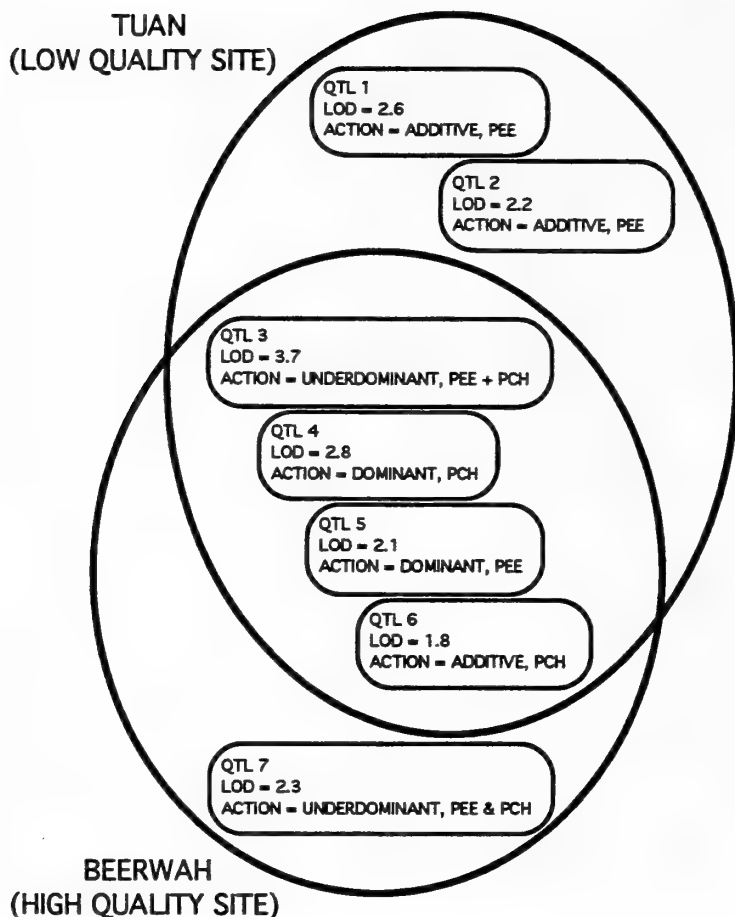 TUAN
(LOW QUALITY SITE)
QTL 1
LOD = 2.6
ACTION = ADDITIVE, PEE
QTL 2
LOD = 2.2
ACTION = ADDITIVE, PEE
QTL 3
LOD = 3.7
ACTION = UNDERDOMINANT, PEE + PCH
QTL 4
LOD = 2.8
ACTION = DOMINANT, PCH
QTL 5
LOD = 2.1
ACTION = DOMINANT, PEE
QTL 6
LOD = 1.8
ACTION = ADDITIVE, PCH
QTL 7
LOD = 2.3
ACTION = UNDERDOMINANT, PEE & PCH
BEERWAH
(HIGH QUALITY SITE)